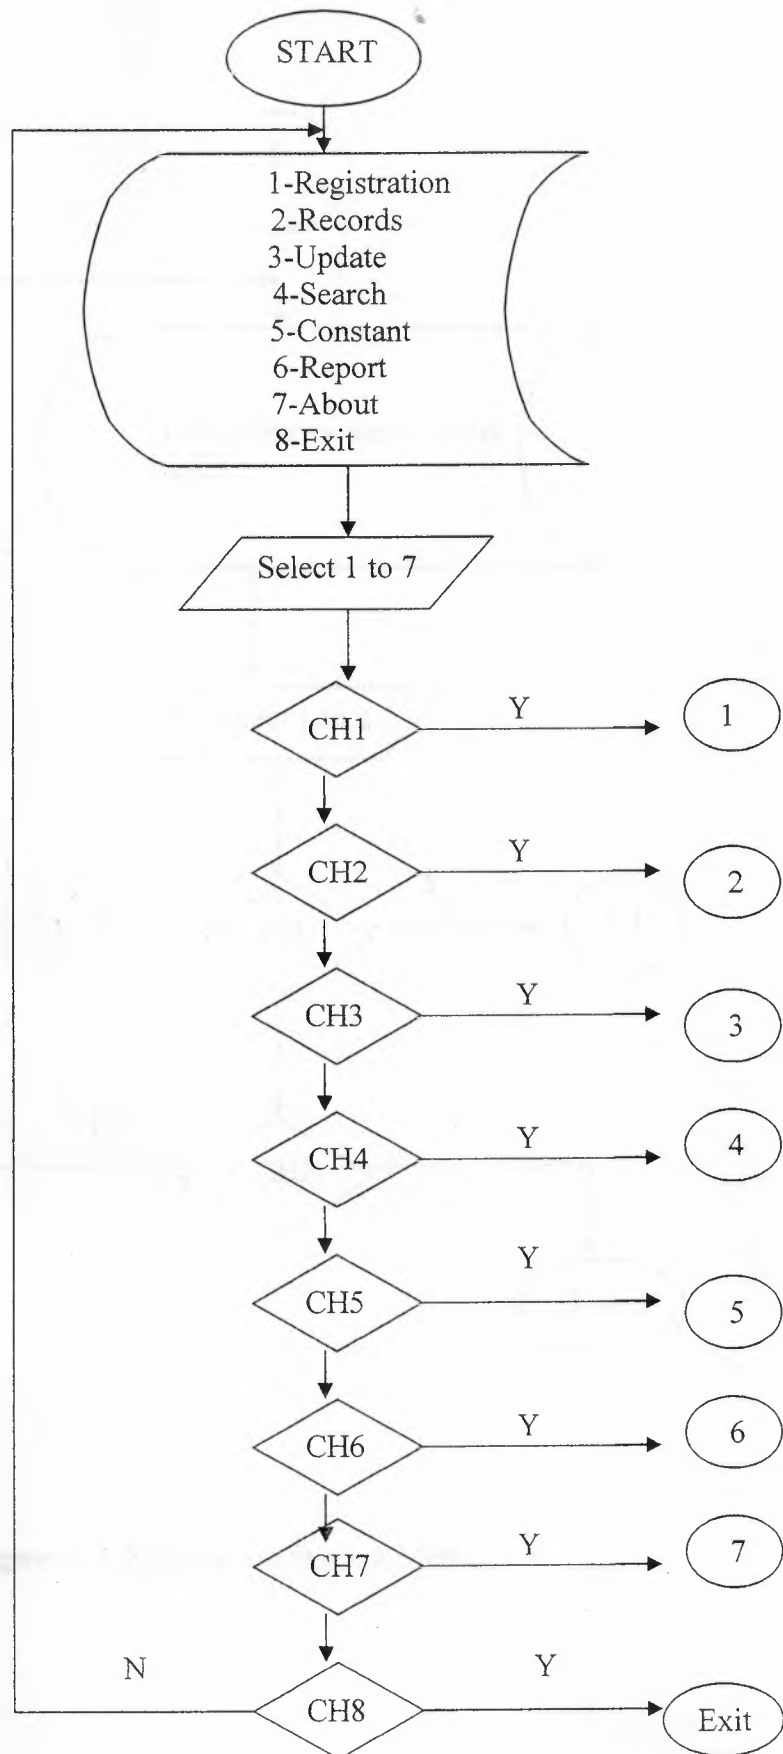 START
1-Registration
2-Records
3-Update
4-Search
5-Constant
6-Report
7-About
8-Exit
Select 1 to 7
CH1
Y
1
CH2
Y
2
CH3
Y
3
CH4
Y
4
CH5
Y
5
CH6
Y
6
CH7
Y
7
N
CH8
Y
Exit